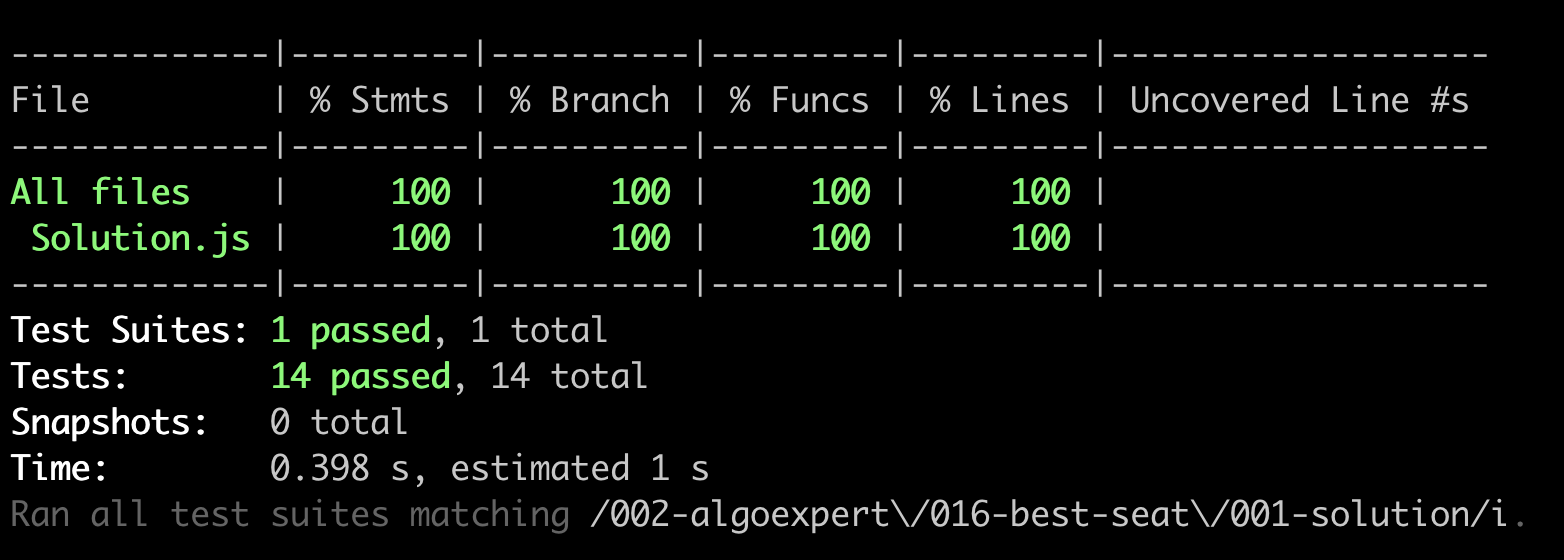 -------------|---------|----------|---------|---------|-------------------
File         | % Stmts | % Branch | % Funcs | % Lines | Uncovered Line #s
-------------|---------|----------|---------|---------|-------------------
All files    |     100 |      100 |     100 |     100 |
 Solution.js |     100 |      100 |     100 |     100 |
-------------|---------|----------|---------|---------|-------------------
Test Suites: 1 passed, 1 total
Tests:       14 passed, 14 total
Snapshots:   0 total
Time:        0.398 s, estimated 1 s
Ran all test suites matching /002-algoexpert\/016-best-seat\/001-solution/i.